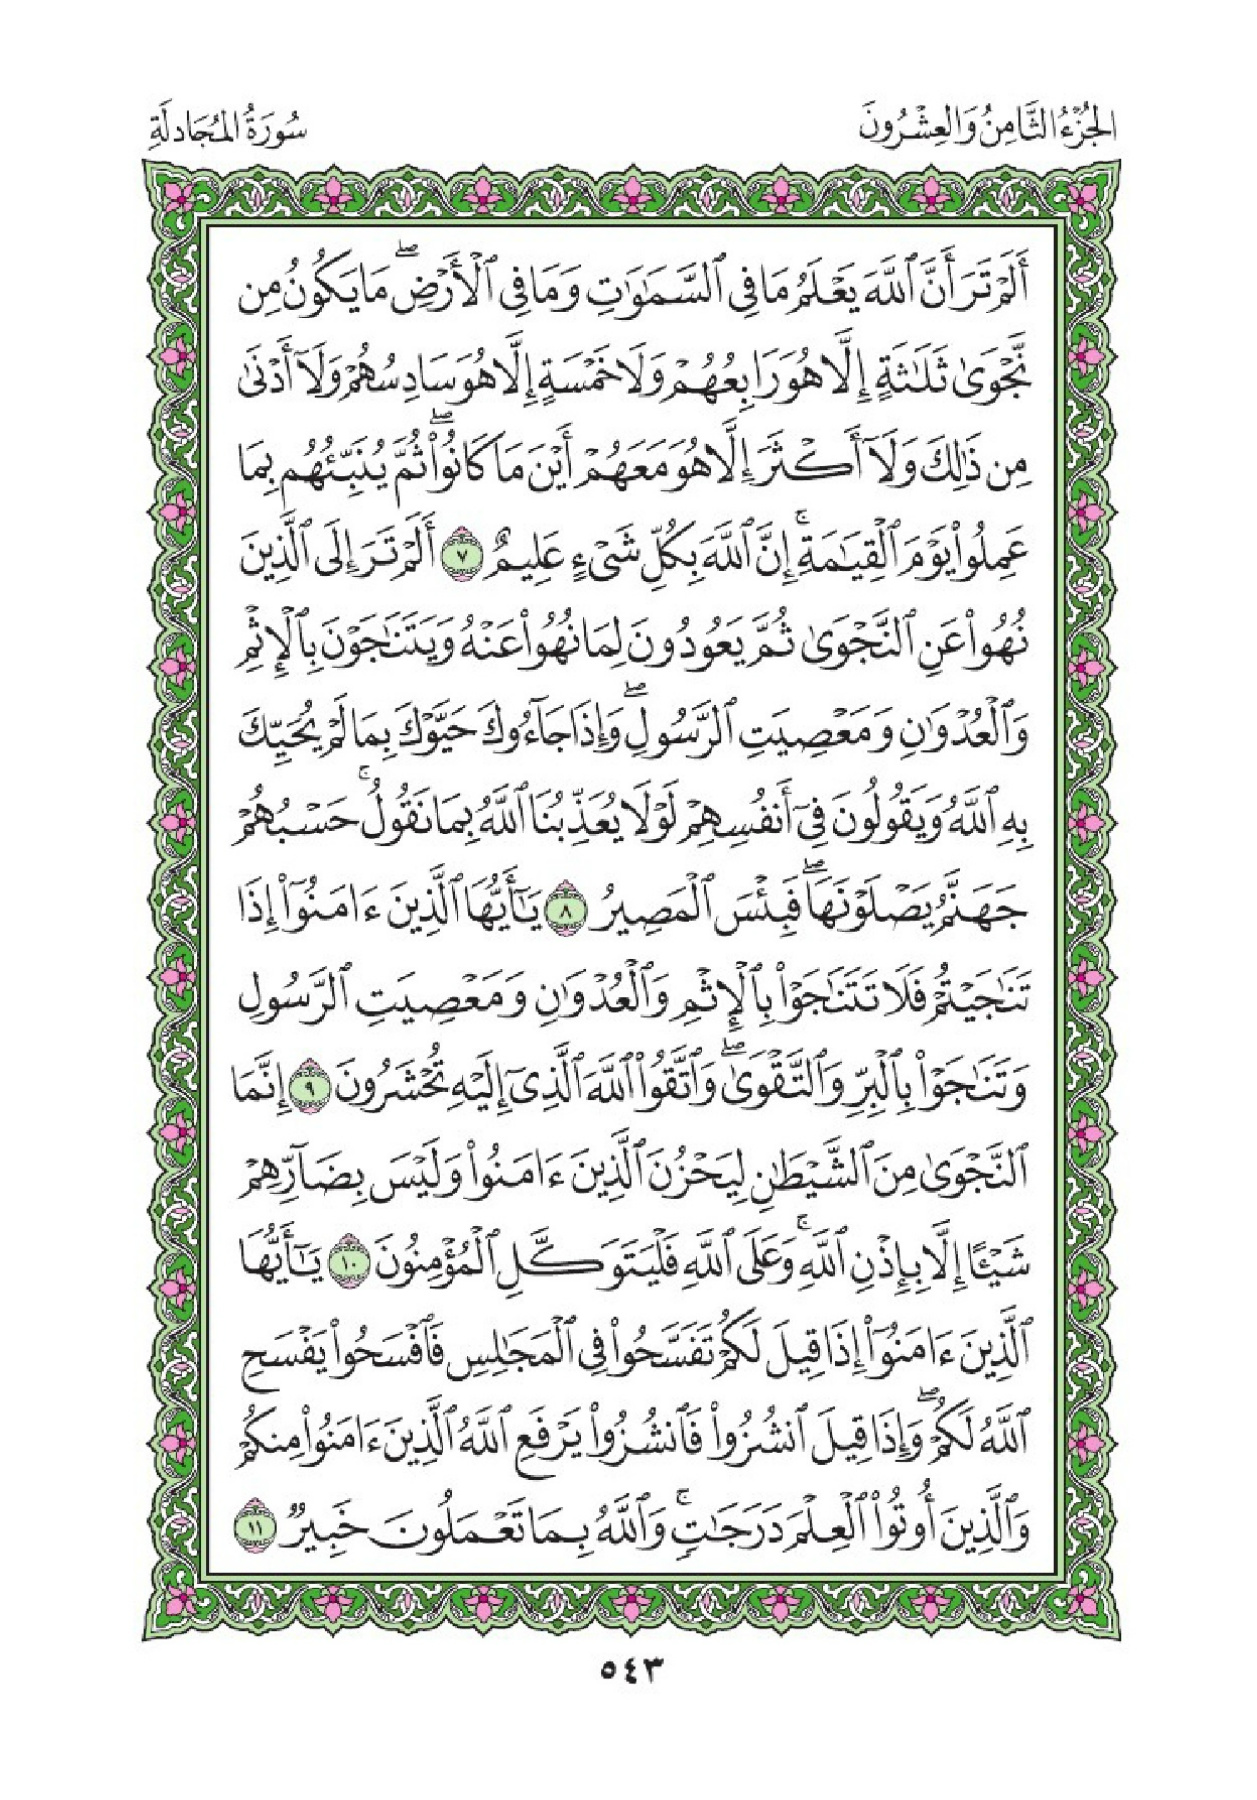 الجُزْءُ الثَّامِنُ وَالعِشْرُونَ
سُورَةُ المُجَادلَةِ
أَلَمْ تَرَ أَنَّ ٱللَّهَ يَعْلَمُ مَا فِى ٱلسَّمَٰوَٰتِ وَمَا فِى ٱلْأَرْضِۖ مَا يَكُونُ مِن
نَّجْوَىٰ ثَلَٰثَةٍ إِلَّا هُوَ رَابِعُهُمْ وَلَا خَمْسَةٍ إِلَّا هُوَ سَادِسُهُمْ وَلَآ أَدْنَىٰ
مِن ذَٰلِكَ وَلَآ أَكْثَرَ إِلَّا هُوَ مَعَهُمْ أَيْنَ مَا كَانُوا۟ۖ ثُمَّ يُنَبِّئُهُم بِمَا
عَمِلُوا۟ يَوْمَ ٱلْقِيَٰمَةِۚ إِنَّ ٱللَّهَ بِكُلِّ شَىْءٍ عَلِيمٌ ٧ أَلَمْ تَرَ إِلَى ٱلَّذِينَ
نُهُوا۟ عَنِ ٱلنَّجْوَىٰ ثُمَّ يَعُودُونَ لِمَا نُهُوا۟ عَنْهُ وَيَتَنَٰجَوْنَ بِٱلْإِثْمِ
وَٱلْعُدْوَٰنِ وَمَعْصِيَتِ ٱلرَّسُولِۖ وَإِذَا جَآءُوكَ حَيَّوْكَ بِمَا لَمْ يُحَيِّكَ
بِهِ ٱللَّهُ وَيَقُولُونَ فِىٓ أَنفُسِهِمْ لَوْلَا يُعَذِّبُنَا ٱللَّهُ بِمَا نَقُولُۚ حَسْبُهُمْ
جَهَنَّمُ يَصْلَوْنَهَاۖ فَبِئْسَ ٱلْمَصِيرُ ٨ يَٰٓأَيُّهَا ٱلَّذِينَ ءَامَنُوٓا۟ إِذَا
تَنَٰجَيْتُمْ فَلَا تَتَنَٰجَوْا۟ بِٱلْإِثْمِ وَٱلْعُدْوَٰنِ وَمَعْصِيَتِ ٱلرَّسُولِ
وَتَنَٰجَوْا۟ بِٱلْبِرِّ وَٱلتَّقْوَىٰۖ وَٱتَّقُوا۟ ٱللَّهَ ٱلَّذِىٓ إِلَيْهِ تُحْشَرُونَ ٩ إِنَّمَا
ٱلنَّجْوَىٰ مِنَ ٱلشَّيْطَٰنِ لِيَحْزُنَ ٱلَّذِينَ ءَامَنُوا۟ وَلَيْسَ بِضَآرِّهِمْ
شَيْـًٔا إِلَّا بِإِذْنِ ٱللَّهِۚ وَعَلَى ٱللَّهِ فَلْيَتَوَكَّلِ ٱلْمُؤْمِنُونَ ١٠ يَٰٓأَيُّهَا
ٱلَّذِينَ ءَامَنُوٓا۟ إِذَا قِيلَ لَكُمْ تَفَسَّحُوا۟ فِى ٱلْمَجَٰلِسِ فَٱفْسَحُوا۟ يَفْسَحِ
ٱللَّهُ لَكُمْۖ وَإِذَا قِيلَ ٱنشُزُوا۟ فَٱنشُزُوا۟ يَرْفَعِ ٱللَّهُ ٱلَّذِينَ ءَامَنُوا۟ مِنكُمْ
وَٱلَّذِينَ أُوتُوا۟ ٱلْعِلْمَ دَرَجَٰتٍۚ وَٱللَّهُ بِمَا تَعْمَلُونَ خَبِيرٌ ١١
٥٤٣